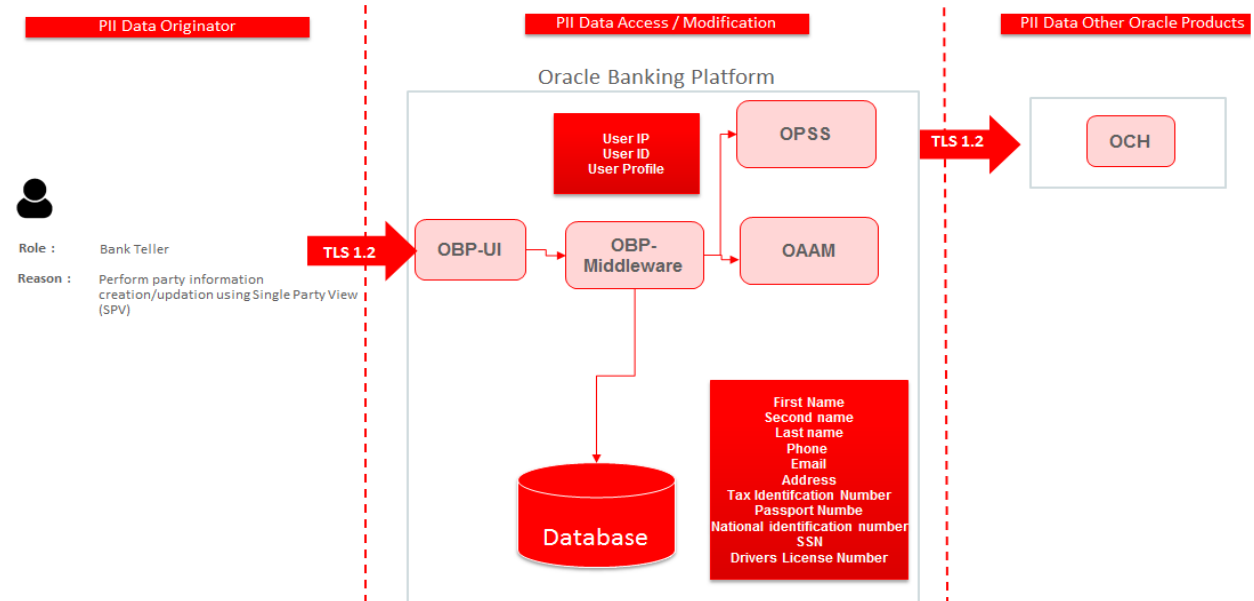 PII Data Originator
PII Data Access / Modification
PII Data Other Oracle Products
Oracle Banking Platform
User IP
User ID
User Profile
OPSS
TLS 1.2
OCH
Role :
Bank Teller
Reason :
Perform party information
creation/updation using Single Party View
(SPV)
TLS 1.2
OBP-UI
OBP-
Middleware
OAAM
First Name
Second name
Last name
Phone
Email
Address
Tax Identifcation Number
Passport Numbe
National identification number
SSN
Drivers License Number
Database